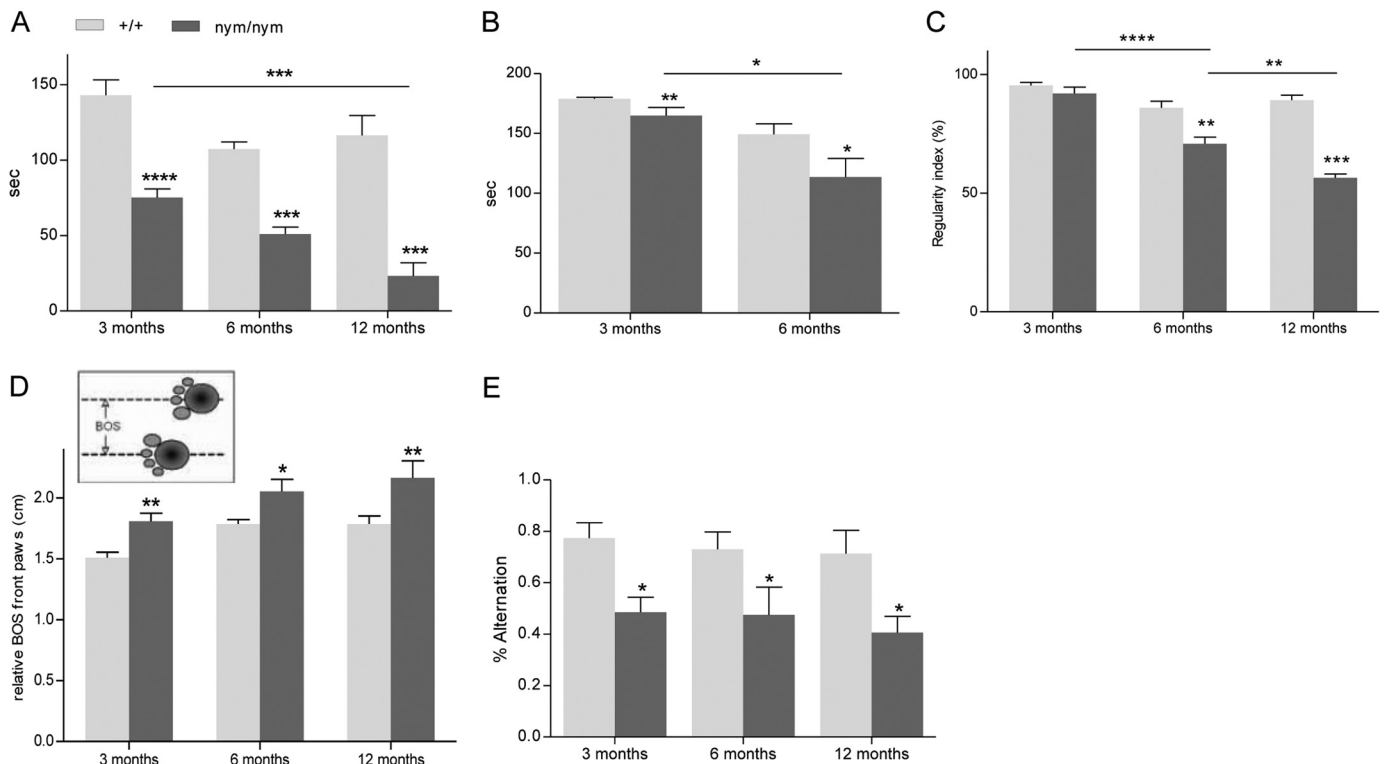 A
+/+ nym/nym
sec
150
100
50
0
***
****
***
***
3 months 6 months 12 months
B
sec
200
150
100
50
0
*
**
*
3 months 6 months
C
Regularity index (%)
100
50
0
****
**
**
***
3 months 6 months 12 months
D
BOS
relative BOS front paw s (cm)
2.0
1.5
1.0
0.5
0.0
**
*
**
3 months 6 months 12 months
E
% Alternation
1.0
0.8
0.6
0.4
0.2
0.0
*
*
*
3 months 6 months 12 months